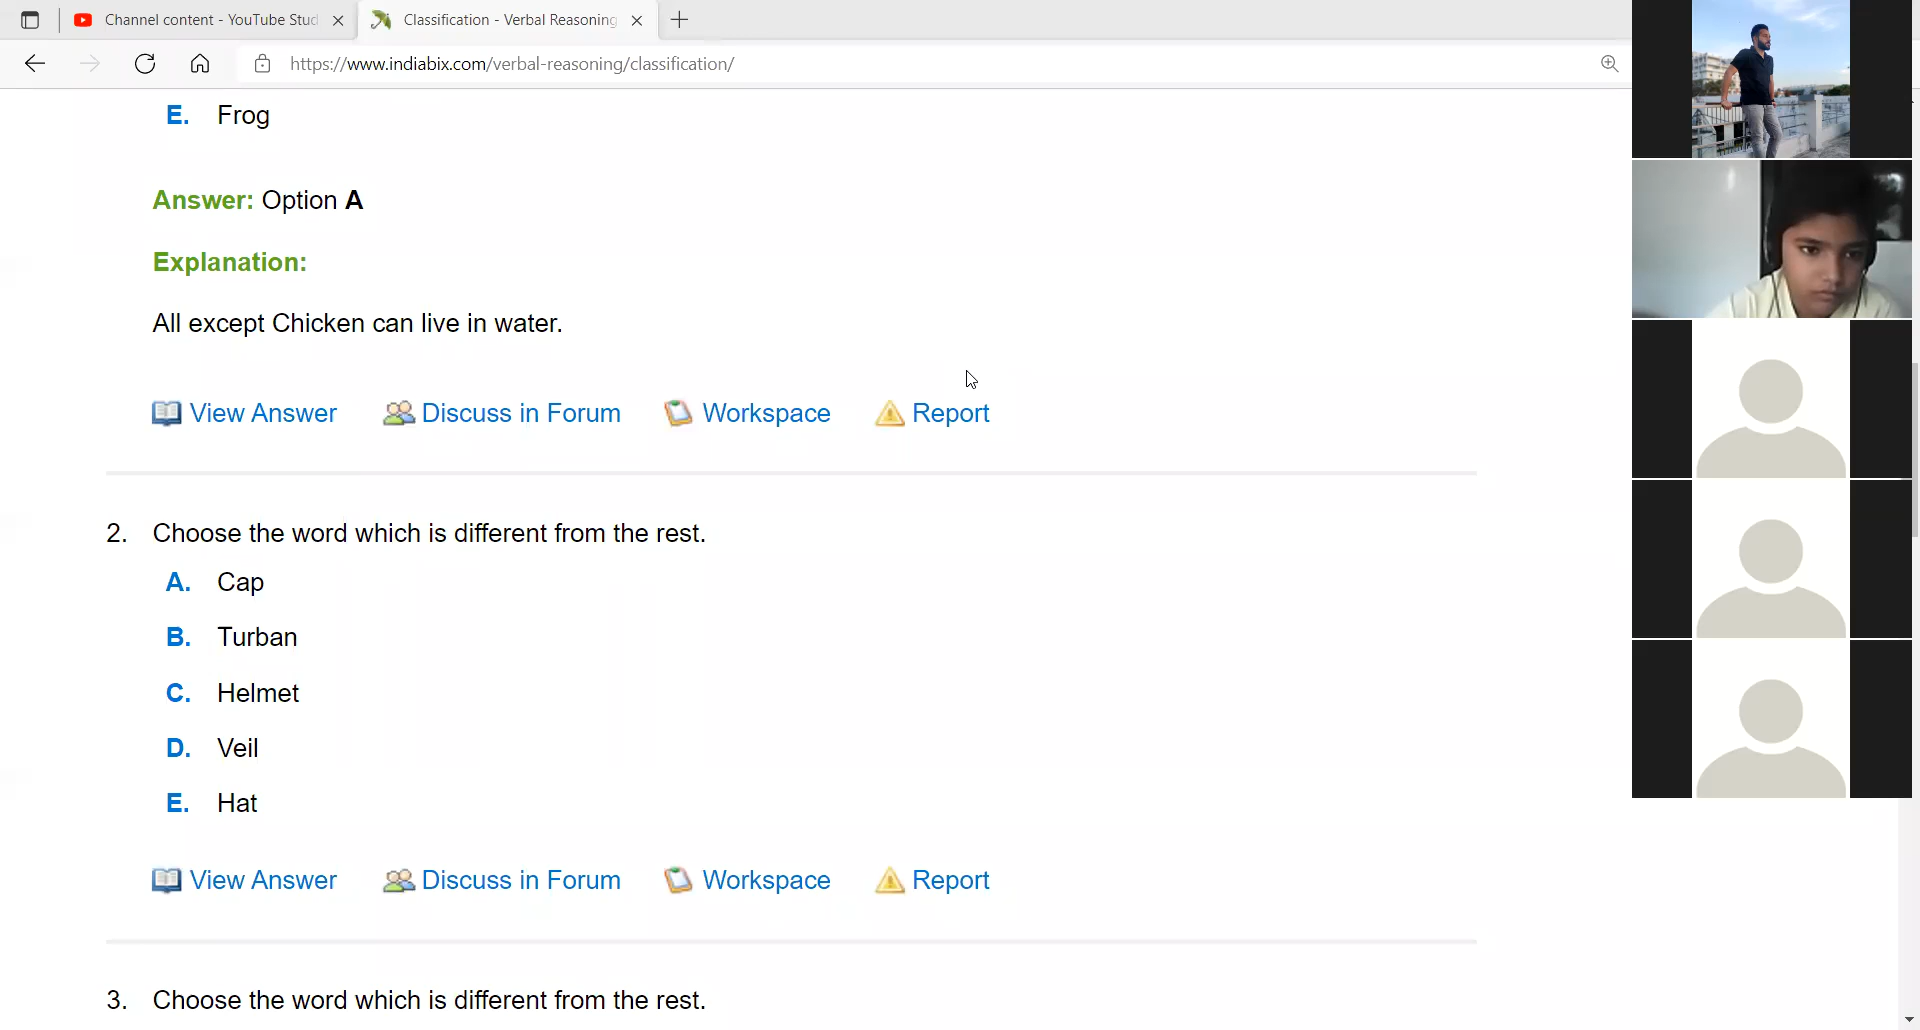 Channel content - YouTube Stud
Classification - Verbal Reasoning
https://www.indiabix.com/verbal-reasoning/classification/
E. Frog
Answer: Option A
Explanation:
All except Chicken can live in water.
View Answer Discuss in Forum Workspace Report
2. Choose the word which is different from the rest.
A. Cap
B. Turban
C. Helmet
D. Veil
E. Hat
View Answer Discuss in Forum Workspace Report
3. Choose the word which is different from the rest.